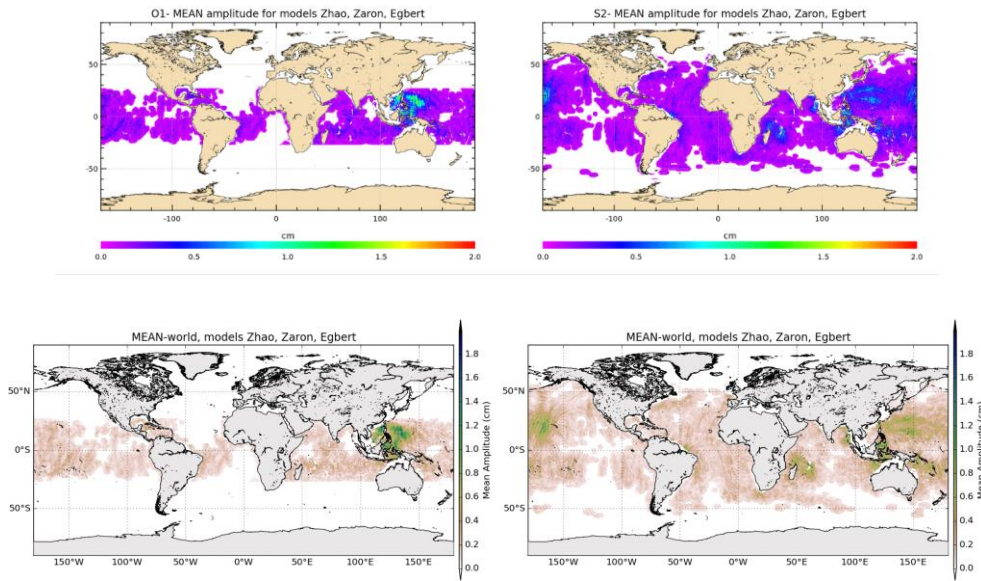 O1- MEAN amplitude for models Zhao, Zaron, Egbert
50
0
-50
-100
0
100
cm
0.0
0.5
1.0
1.5
2.0
S2- MEAN amplitude for models Zhao, Zaron, Egbert
50
0
-50
-100
0
100
cm
0.0
0.5
1.0
1.5
2.0
MEAN-world, models Zhao, Zaron, Egbert
50°N
0°S
50°S
150°W
100°W
50°W
0°E
50°E
100°E
150°E
1.8
1.6
1.4
1.2
1.0
0.8
0.6
0.4
0.2
0.0
Mean Amplitude (cm)
MEAN-world, models Zhao, Zaron, Egbert
50°N
0°S
50°S
150°W
100°W
50°W
0°E
50°E
100°E
150°E
1.8
1.6
1.4
1.2
1.0
0.8
0.6
0.4
0.2
0.0
Mean Amplitude (cm)